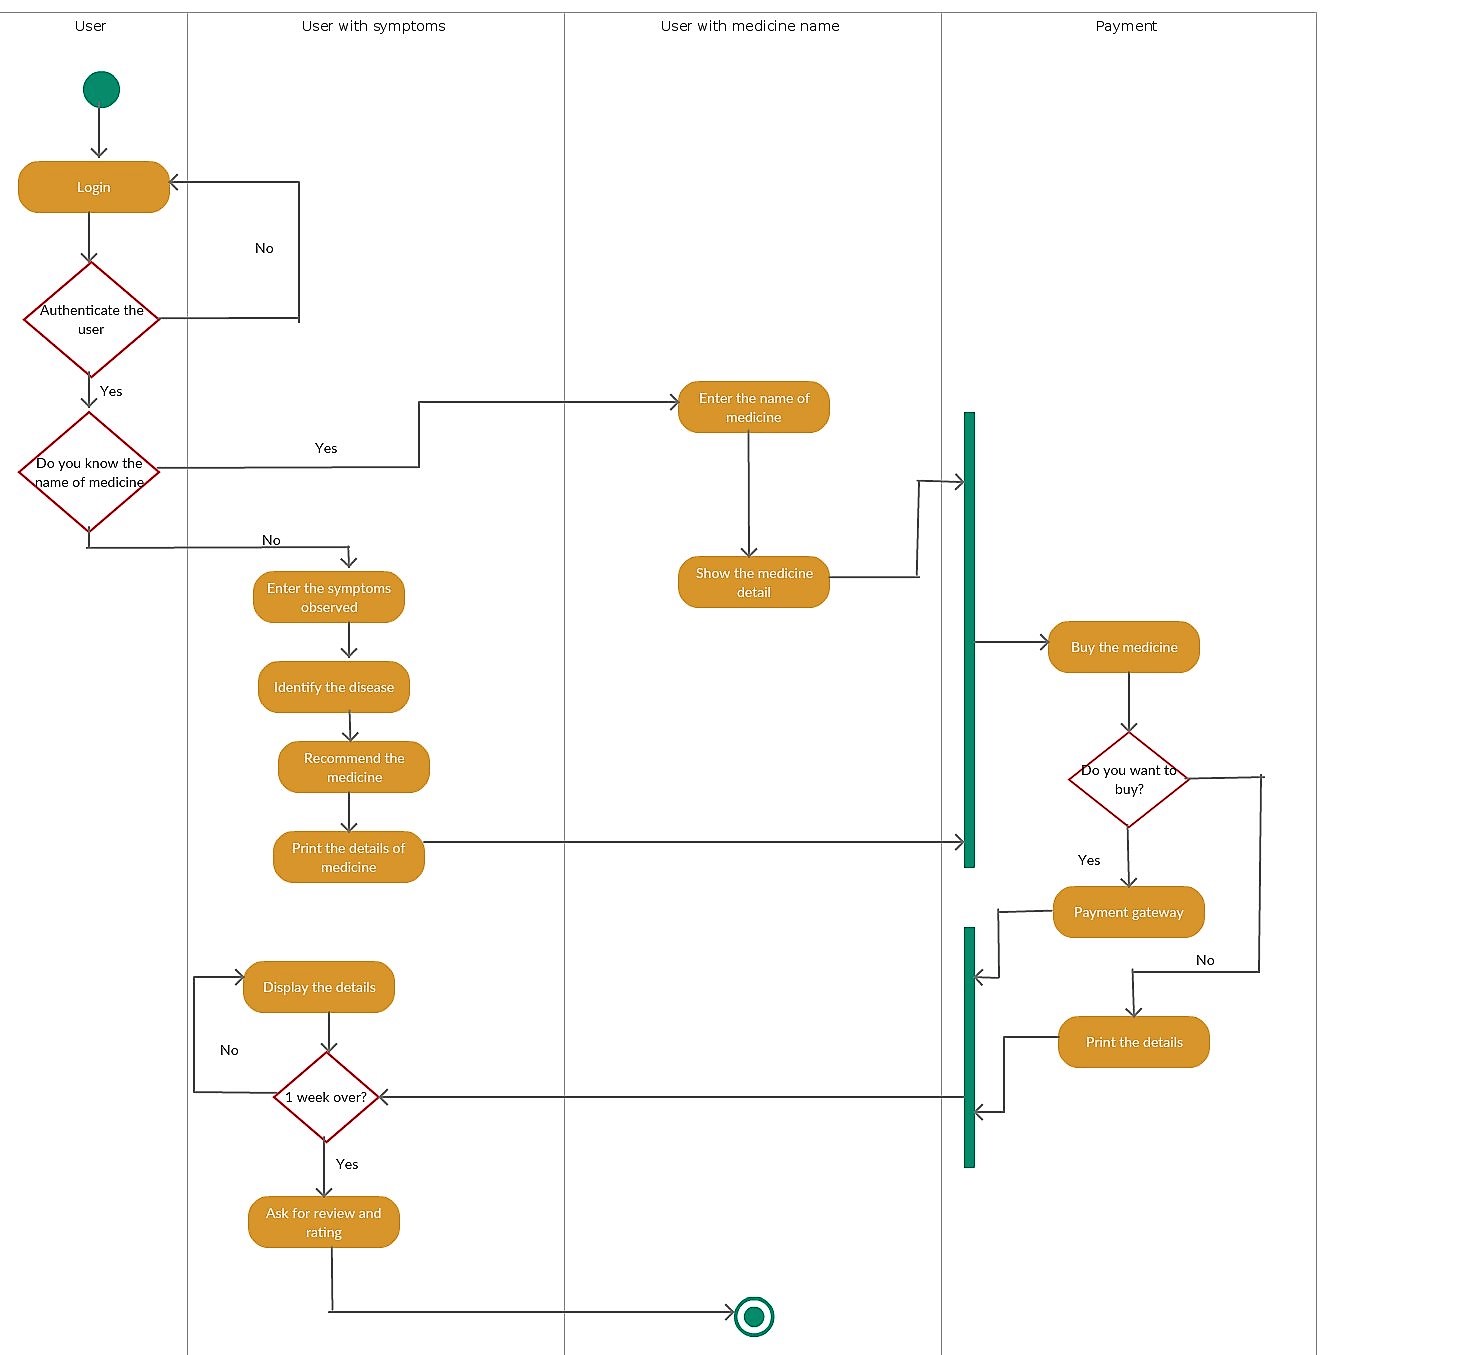 User
User with symptoms
User with medicine name
Payment
Login
No
Authenticate the
user
Yes
Do you know the
name of medicine
Yes
No
Enter the name of
medicine
Show the medicine
detail
Enter the symptoms
observed
Identify the disease
Recommend the
medicine
Print the details of
medicine
Buy the medicine
Do you want to
buy?
Yes
Payment gateway
No
Print the details
Display the details
No
1 week over?
Yes
Ask for review and
rating